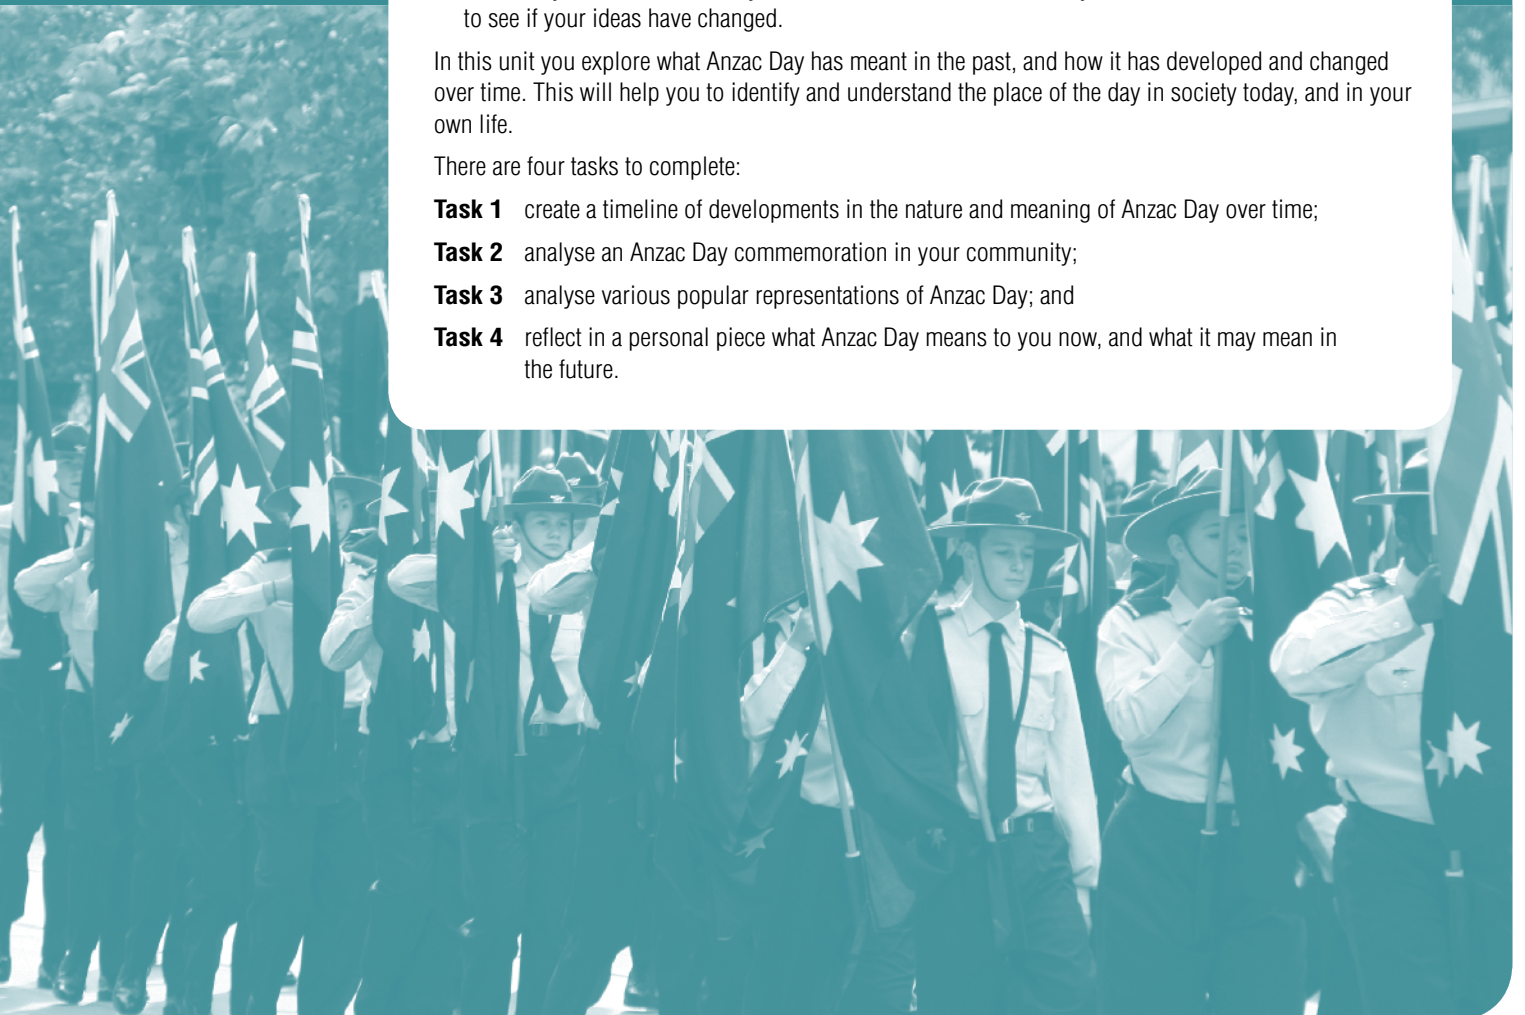 to see if your ideas have changed.
In this unit you explore what Anzac Day has meant in the past, and how it has developed and changed
over time. This will help you to identify and understand the place of the day in society today, and in your
own life.
There are four tasks to complete:
Task 1 create a timeline of developments in the nature and meaning of Anzac Day over time;
Task 2 analyse an Anzac Day commemoration in your community;
Task 3 analyse various popular representations of Anzac Day; and
Task 4 reflect in a personal piece what Anzac Day means to you now, and what it may mean in
the future.